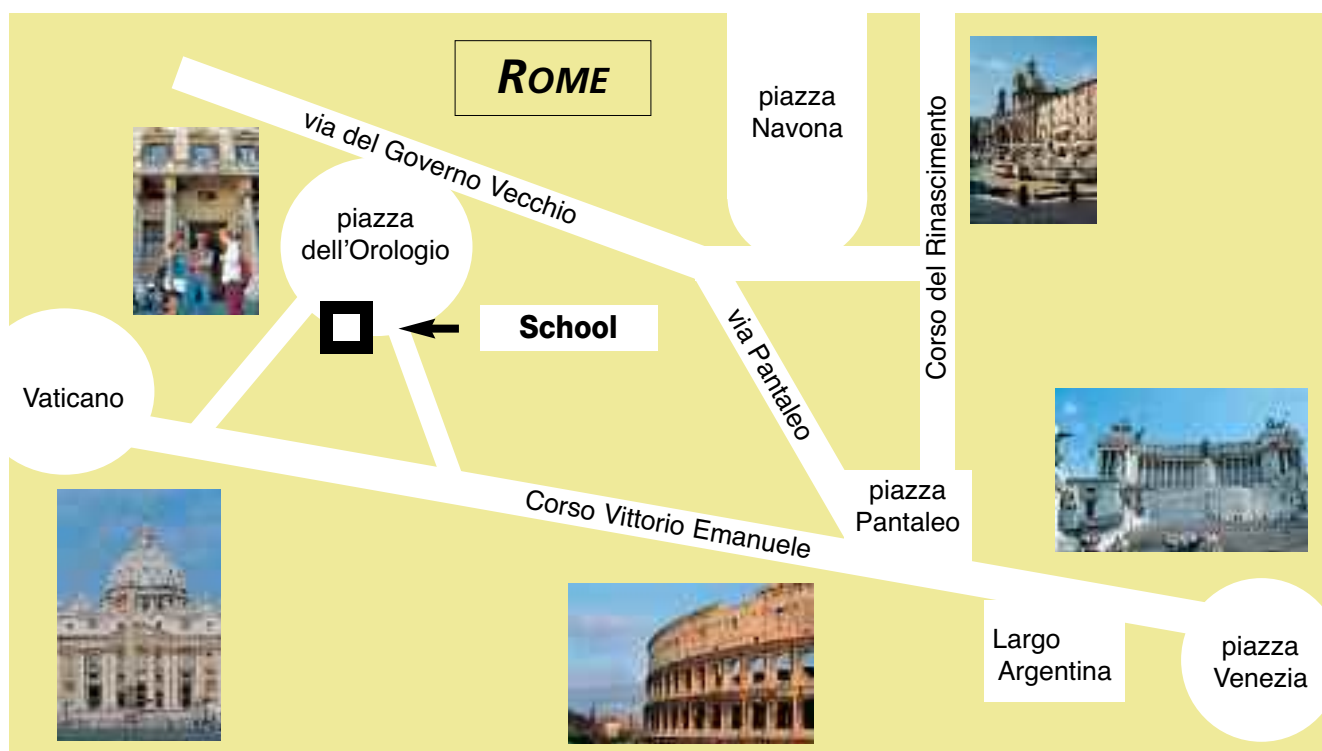 ROME
piazza
Navona
Corso del Rinascimento
via del Governo Vecchio
piazza
dell'Orologio
School
via Pantaleo
Vaticano
piazza
Pantaleo
Corso Vittorio Emanuele
Largo
Argentina
piazza
Venezia